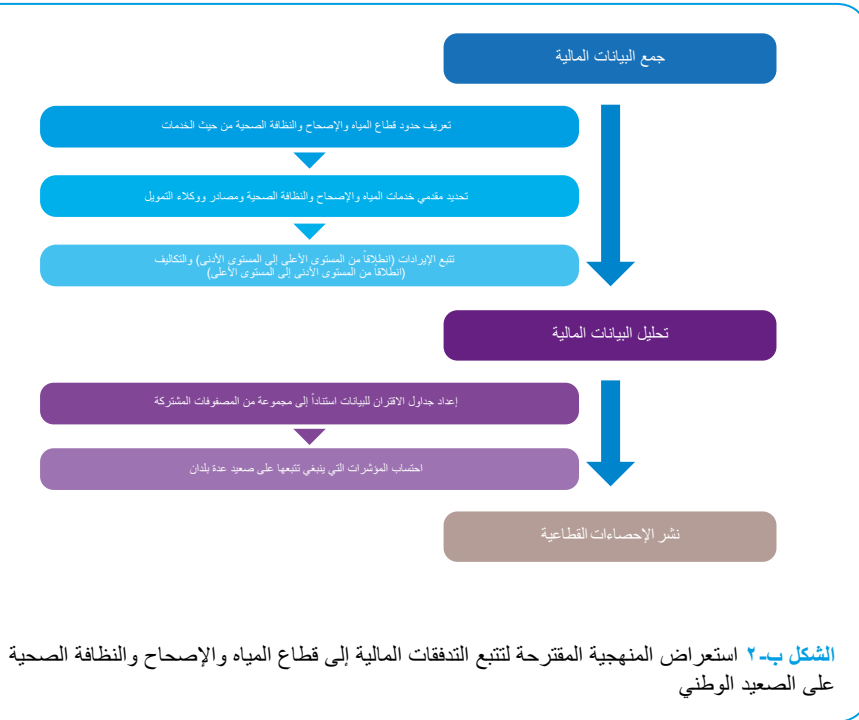 جمع البيانات المالية
تعريف حدود قطاع المياه والإصحاح والنظافة الصحية من حيث الخدمات
تحديد مقدمي خدمات المياه والإصحاح والنظافة الصحية ومصادر ووكلاء التمويل
تتبع الإيرادات (انطلاقاً من المستوى الأعلى إلى المستوى الأدنى) والتكاليف
(انطلاقاً من المستوى الأدنى إلى المستوى الأعلى)
تحليل البيانات المالية
إعداد جداول الاقتران للبيانات استناداً إلى مجموعة من المصفوفات المشتركة
احتساب المؤشرات التي ينبغي تتبعها على صعيد عدة بلدان
نشر الإحصاءات القطاعية
الشكل ب-٢ استعراض المنهجية المقترحة لتتبع التدفقات المالية إلى قطاع المياه والإصحاح والنظافة الصحية
على الصعيد الوطني